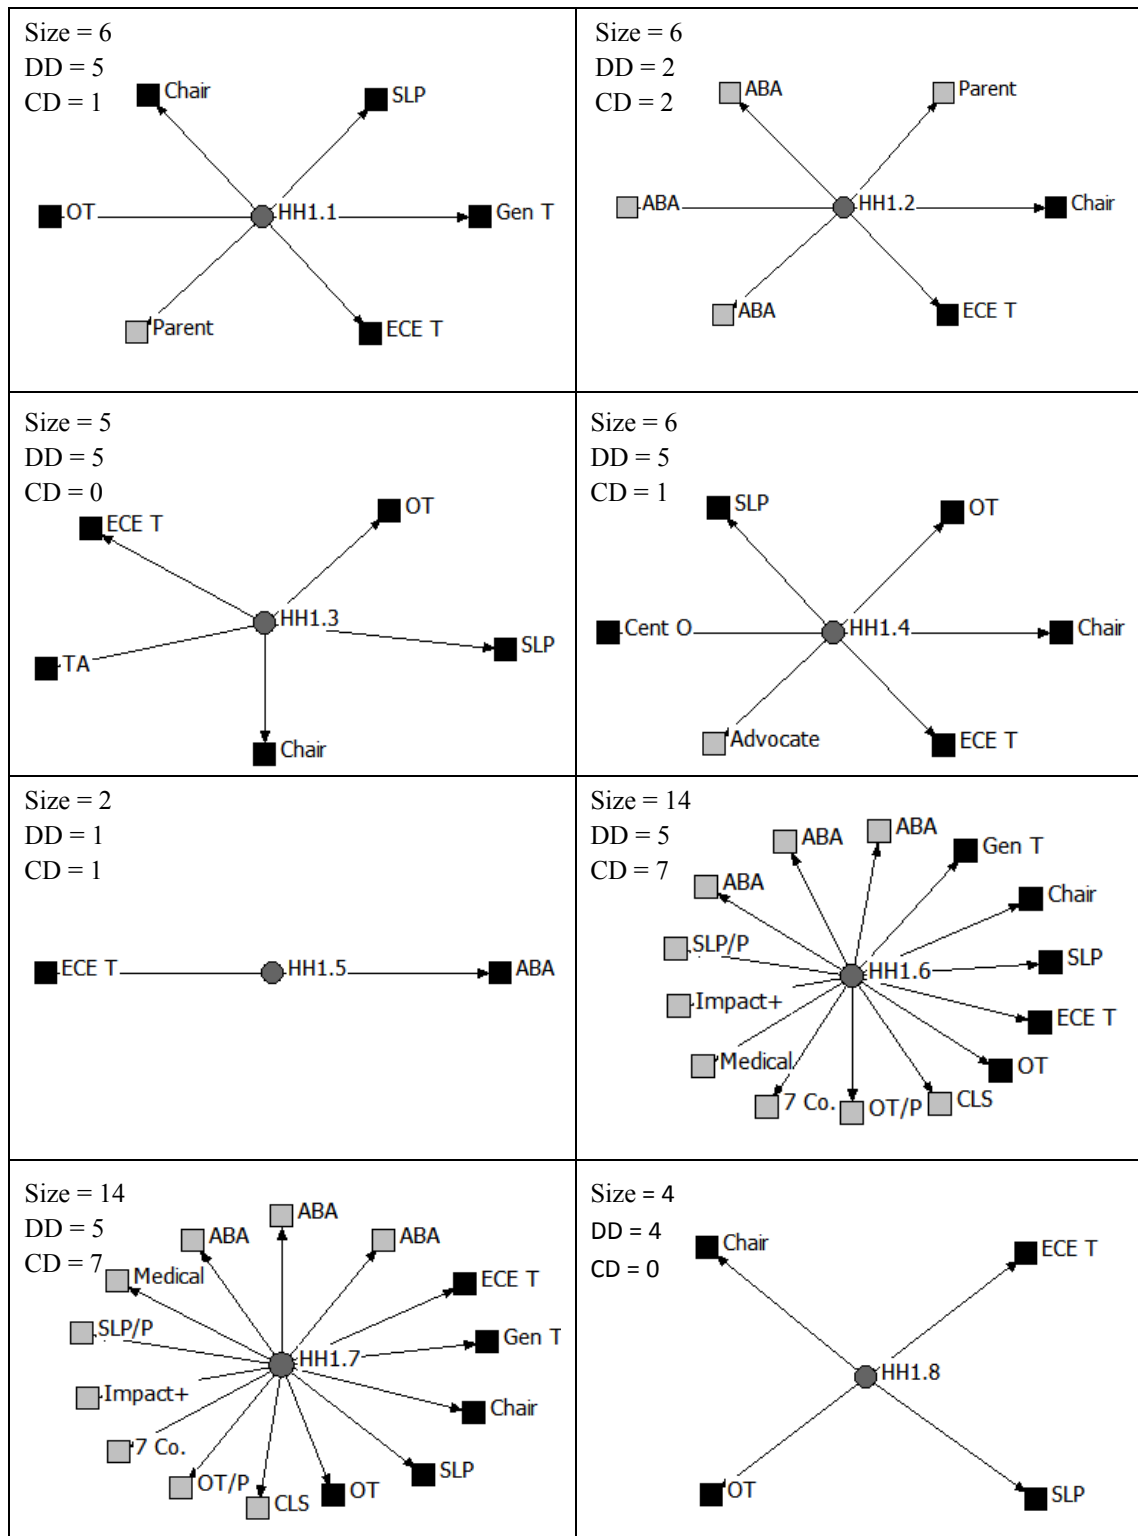 Size = 6
DD = 5
CD = 1
Chair
SLP
OT
HH1.1
Gen T
Parent
ECE T
Size = 6
DD = 2
CD = 2
ABA
Parent
ABA
HH1.2
Chair
ABA
ECE T
Size = 5
DD = 5
CD = 0
ECE T
OT
HH1.3
TA
SLP
Chair
Size = 6
DD = 5
CD = 1
SLP
OT
Cent O
HH1.4
Chair
Advocate
ECE T
Size = 2
DD = 1
CD = 1
ECE T
HH1.5
ABA
Size = 14
DD = 5
CD = 7
ABA
ABA
Gen T
ABA
Chair
SLP/P
HH1.6
SLP
Impact+
ECE T
Medical
OT
7 Co.
OT/P
CLS
Size = 14
DD = 5
CD = 7
ABA
ABA
ABA
Medical
ECE T
SLP/P
Gen T
HH1.7
Impact+
Chair
7 Co.
SLP
OT/P
CLS
OT
Size = 4
DD = 4
CD = 0
Chair
ECE T
HH1.8
OT
SLP